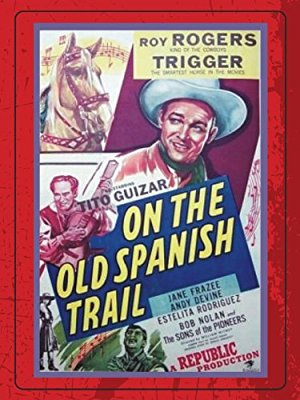 ROY ROGERS
KING OF THE COWBOYS
TRIGGER
THE SMARTEST HORSE IN THE MOVIES
TITO GUIZAR
ON THE
OLD SPANISH
TRAIL
JANE FRAZEE
ANDY DEVINE
ESTELITA RODRIGUEZ
BOB NOLAN
and
The SONS of the PIONEERS
A REPUBLIC
PRODUCTION